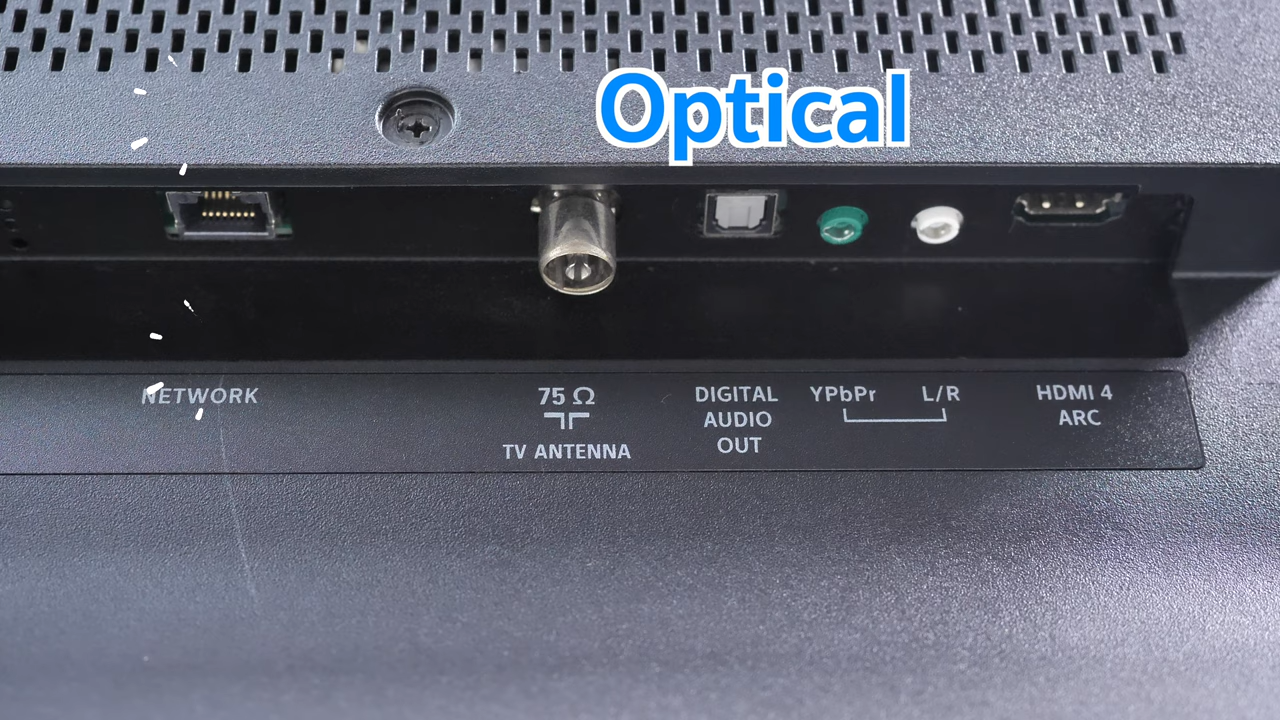 Optical
NETWORK
75 Ω
TV ANTENNA
DIGITAL
AUDIO
OUT
YPbPr L/R
HDMI 4
ARC